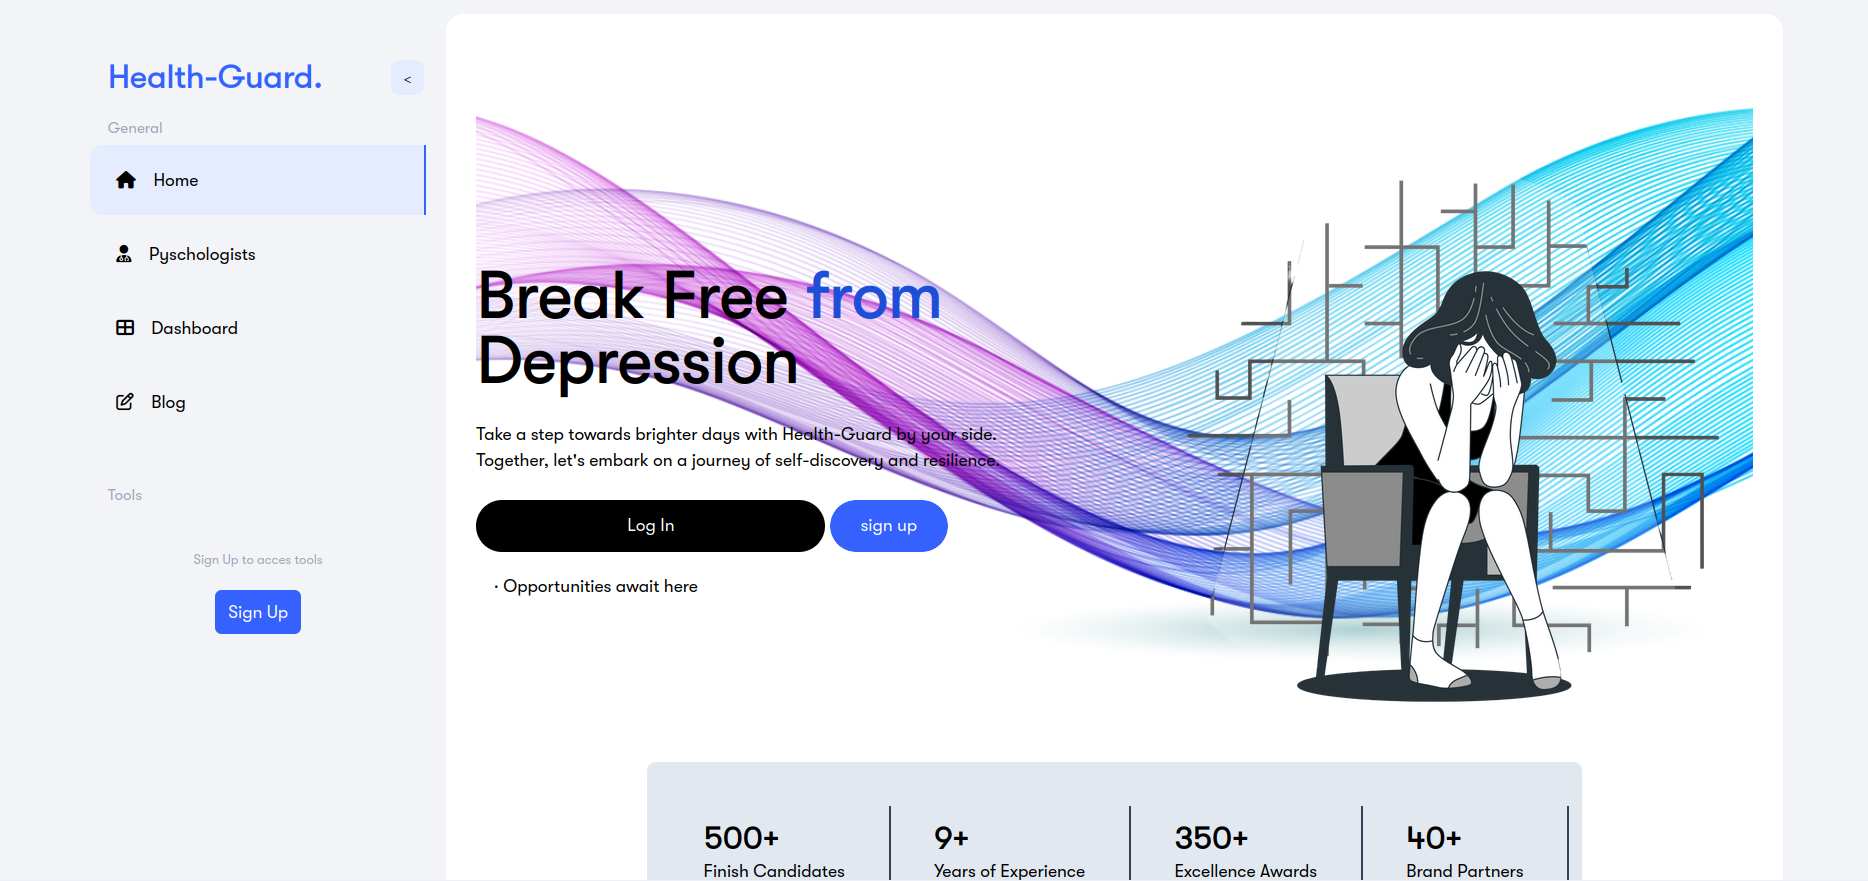 Health-Guard.
<
General
Home
Pyschologists
Dashboard
Blog
Tools
Sign Up to acces tools
Sign Up
Break Free from
Depression
Take a step towards brighter days with Health-Guard by your side.
Together, let's embark on a journey of self-discovery and resilience.
Log In
sign up
· Opportunities await here
500+
Finish Candidates
9+
Years of Experience
350+
Excellence Awards
40+
Brand Partners